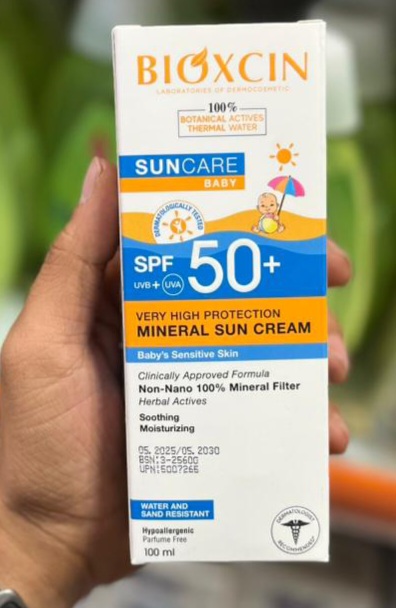 BIOXCIN
LABORATORIES OF DERMOCOSMETIC
100%
BOTANICAL ACTIVES
THERMAL WATER
SUNCARE
BABY
DERMATOLOGICALLY TESTED
SPF 50+
UVB + UVA
VERY HIGH PROTECTION
MINERAL SUN CREAM
Baby's Sensitive Skin
Clinically Approved Formula
Non-Nano 100% Mineral Filter
Herbal Actives
Soothing
Moisturizing
05.2025/05.2030
BSN:3-25600
UPN:5007265
WATER AND
SAND RESISTANT
Hypoallergenic
Parfume Free
100 ml
DERMATOLOGIST
RECOMMENDED